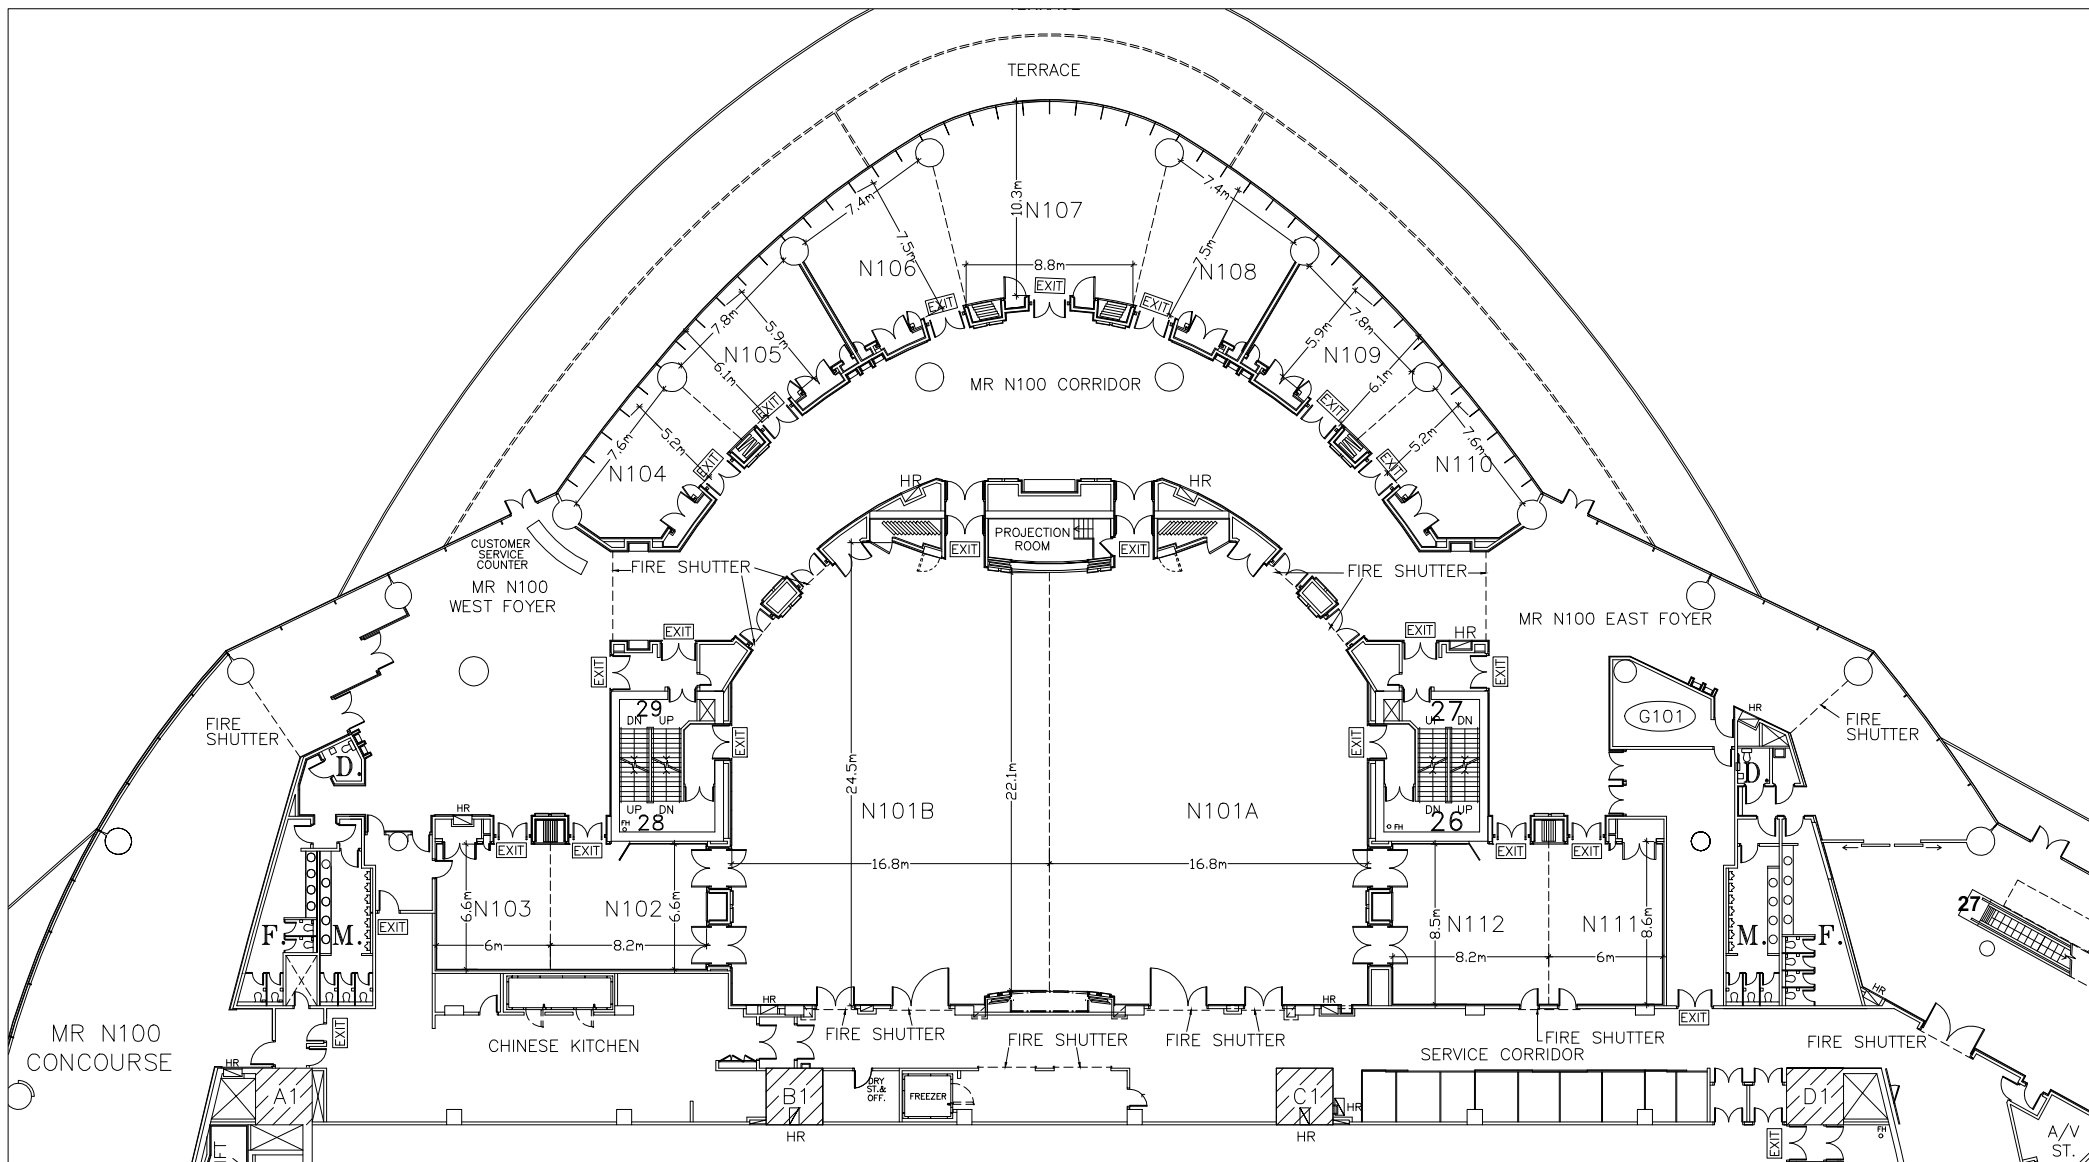 TERRACE
7.4m
10.3m
N107
7.4m
7.5m
7.5m
N106
8.8m
N108
EXIT
EXIT
EXIT
7.8m
5.9m
N105
6.1m
5.9m
7.8m
N109
6.1m
MR N100 CORRIDOR
EXIT
EXIT
7.6m
5.2m
N104
EXIT
5.2m
7.6m
N110
EXIT
HR
HR
CUSTOMER
SERVICE
COUNTER
PROJECTION
ROOM
EXIT
EXIT
MR N100
WEST FOYER
FIRE SHUTTER
FIRE SHUTTER
MR N100 EAST FOYER
EXIT
EXIT
HR
EXIT
EXIT
FIRE
SHUTTER
29
DN UP
EXIT
27
UP DN
EXIT
G101
HR
FIRE
SHUTTER
D
D
24.5m
22.1m
N101B
N101A
HR
UP DN
28
FH
DN UP
26
FH
EXIT
EXIT
EXIT
EXIT
16.8m
16.8m
6.6m
N103
N102
6.6m
8.5m
N112
N111
8.6m
6m
8.2m
8.2m
6m
F.
M.
EXIT
M.
F.
27
HR
HR
HR
EXIT
EXIT
MR N100
CONCOURSE
CHINESE KITCHEN
FIRE SHUTTER
FIRE SHUTTER
FIRE SHUTTER
FIRE SHUTTER
SERVICE CORRIDOR
FIRE SHUTTER
HR
A1
B1
DRY
ST.&
OFF.
FREEZER
C1
HR
D1
HR
HR
EXIT
FH
A/V
ST.